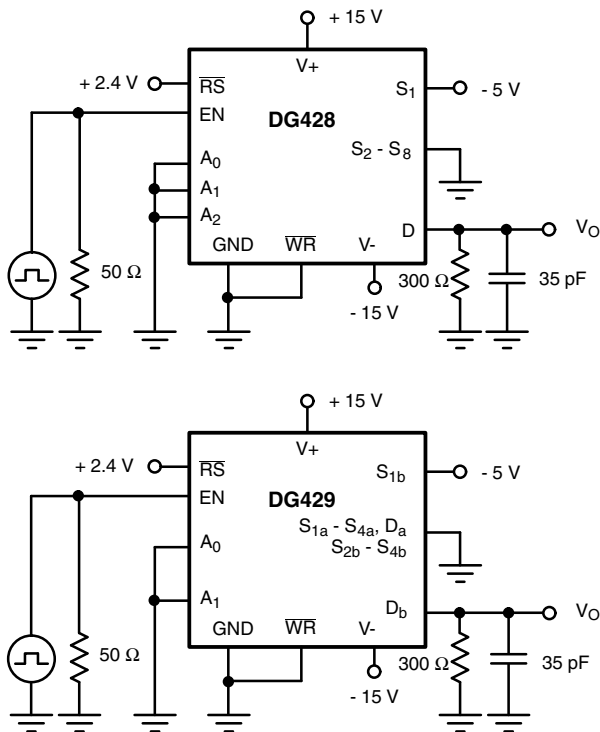 + 15 V
V+
+ 2.4 V
RS
S1
- 5 V
EN
DG428
S2 - S8
A0
A1
A2
D
VO
GND
WR
V-
50 Ω
300 Ω
35 pF
- 15 V
+ 15 V
V+
+ 2.4 V
RS
S1b
- 5 V
EN
DG429
S1a - S4a, Da
S2b - S4b
A0
A1
Db
VO
GND
WR
V-
50 Ω
300 Ω
35 pF
- 15 V